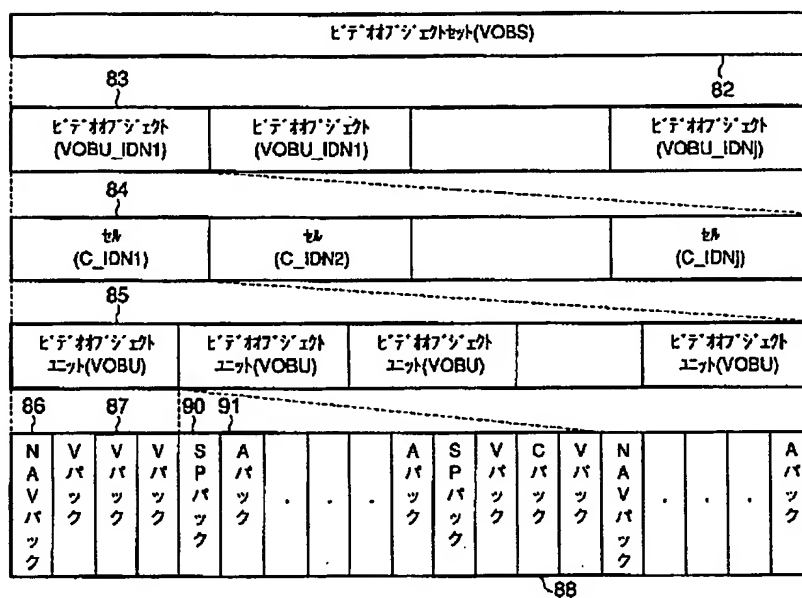 ﾋﾞﾃﾞｵｵﾌﾞｼﾞｪｸﾄｾｯﾄ(VOBS)
82
83
ﾋﾞﾃﾞｵｵﾌﾞｼﾞｪｸﾄ
(VOBU_IDN1)
ﾋﾞﾃﾞｵｵﾌﾞｼﾞｪｸﾄ
(VOBU_IDN1)
ﾋﾞﾃﾞｵｵﾌﾞｼﾞｪｸﾄ
(VOBU_IDNj)
84
ｾﾙ
(C_IDN1)
ｾﾙ
(C_IDN2)
ｾﾙ
(C_IDNj)
85
ﾋﾞﾃﾞｵｵﾌﾞｼﾞｪｸﾄ
ﾕﾆｯﾄ(VOBU)
ﾋﾞﾃﾞｵｵﾌﾞｼﾞｪｸﾄ
ﾕﾆｯﾄ(VOBU)
ﾋﾞﾃﾞｵｵﾌﾞｼﾞｪｸﾄ
ﾕﾆｯﾄ(VOBU)
ﾋﾞﾃﾞｵｵﾌﾞｼﾞｪｸﾄ
ﾕﾆｯﾄ(VOBU)
86
87
90
91
NAVパック
Vパック
Vパック
Vパック
SPパック
Aパック
. . .
Aパック
SPパック
Vパック
Cパック
Vパック
NAVパック
. . .
Aパック
88